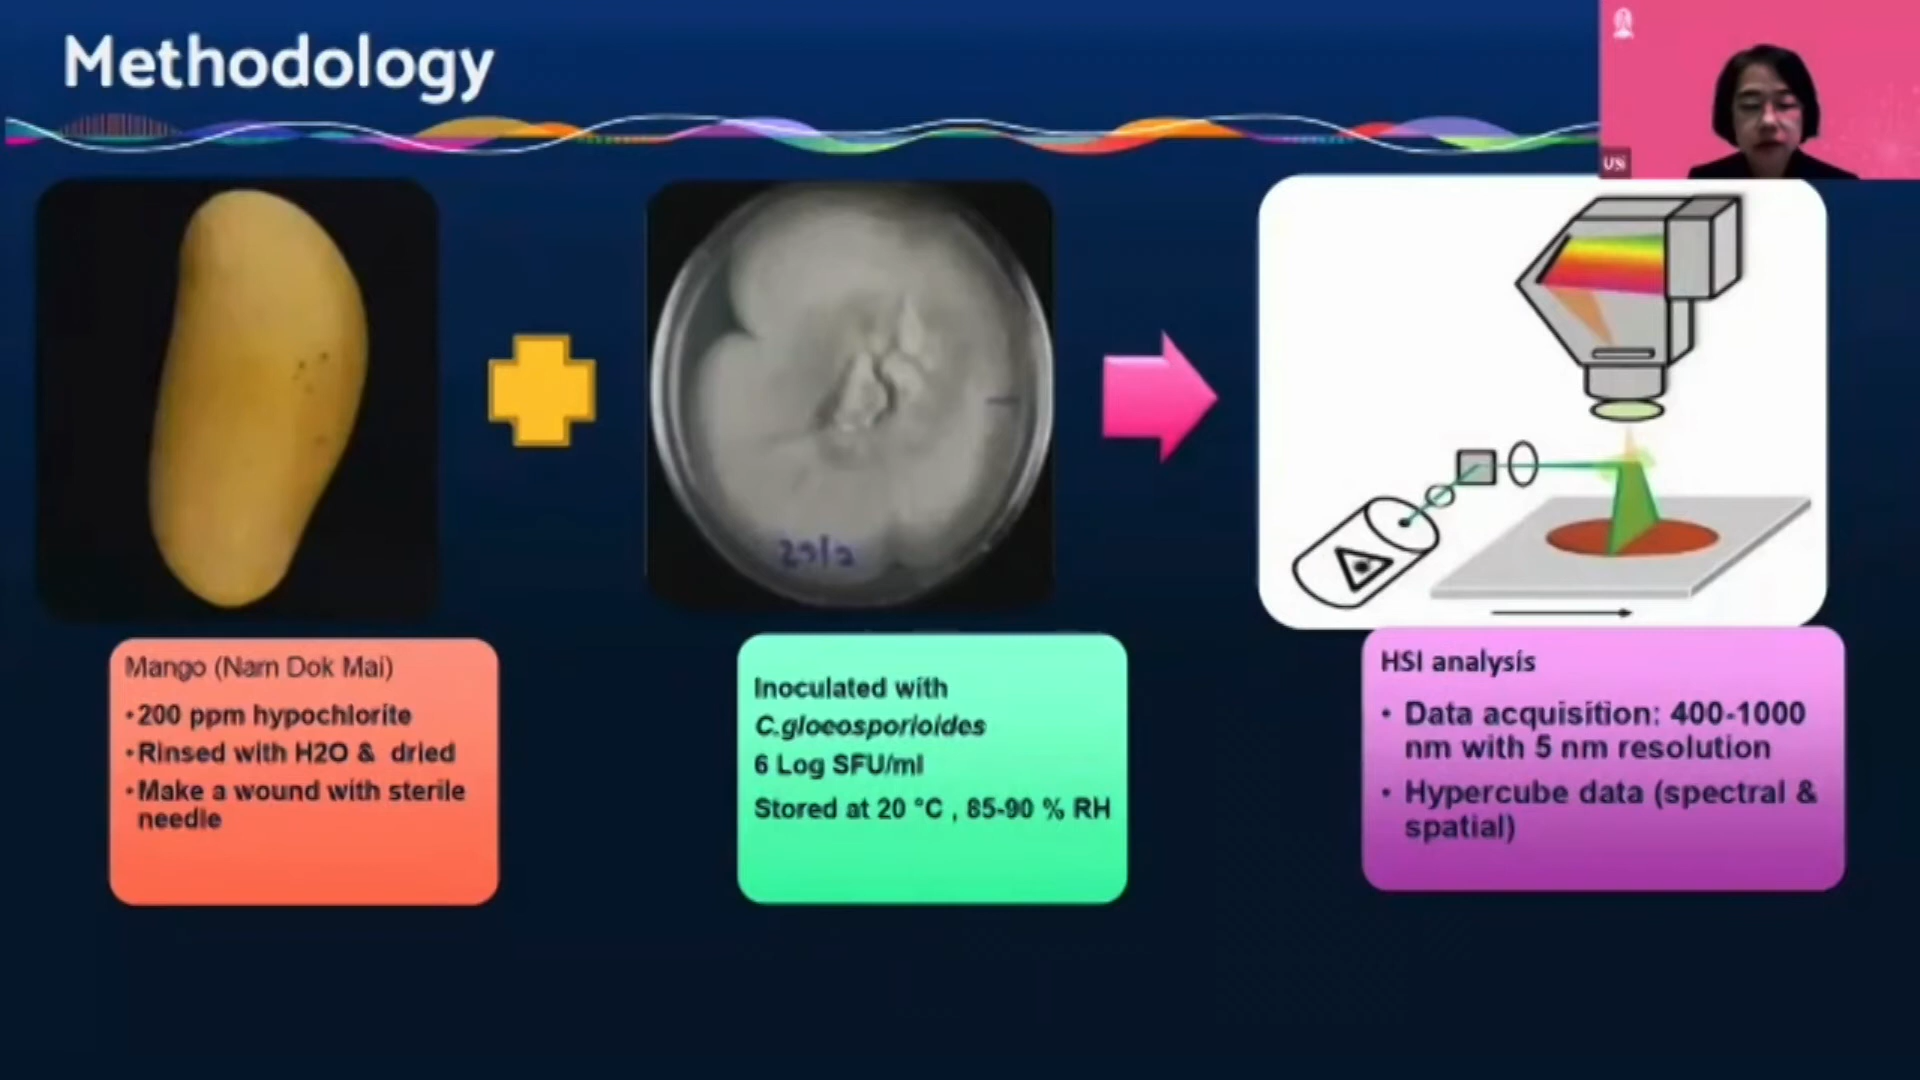 Methodology
Mango (Nam Dok Mai)
•200 ppm hypochlorite
•Rinsed with H2O & dried
•Make a wound with sterile
needle
Inoculated with
C.gloeosporioides
6 Log SFU/ml
Stored at 20 °C , 85-90 % RH
HSI analysis
• Data acquisition: 400-1000
nm with 5 nm resolution
• Hypercube data (spectral &
spatial)